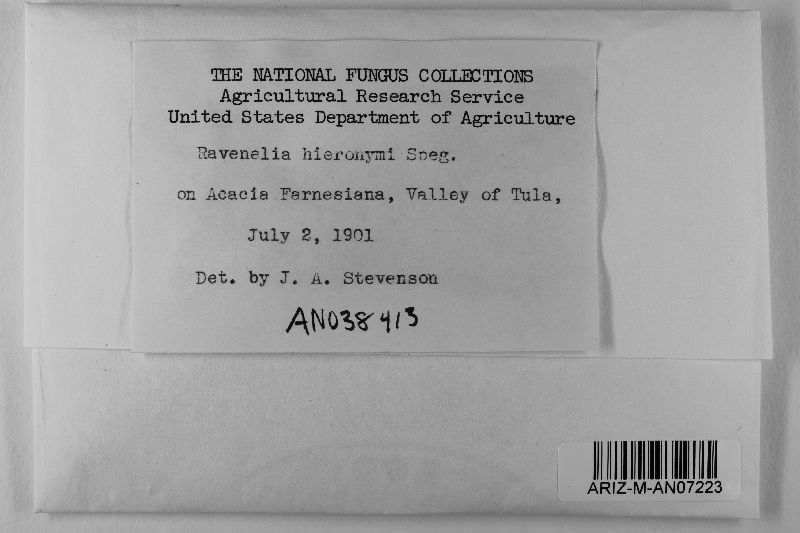 THE NATIONAL FUNGUS COLLECTIONS
Agricultural Research Service
United States Department of Agriculture
Ravenelia hieronymi Speg.
on Acacia Farnesiana, Valley of Tula,
July 2, 1901
Det. by J. A. Stevenson
AN038413
ARIZ-M-AN07223